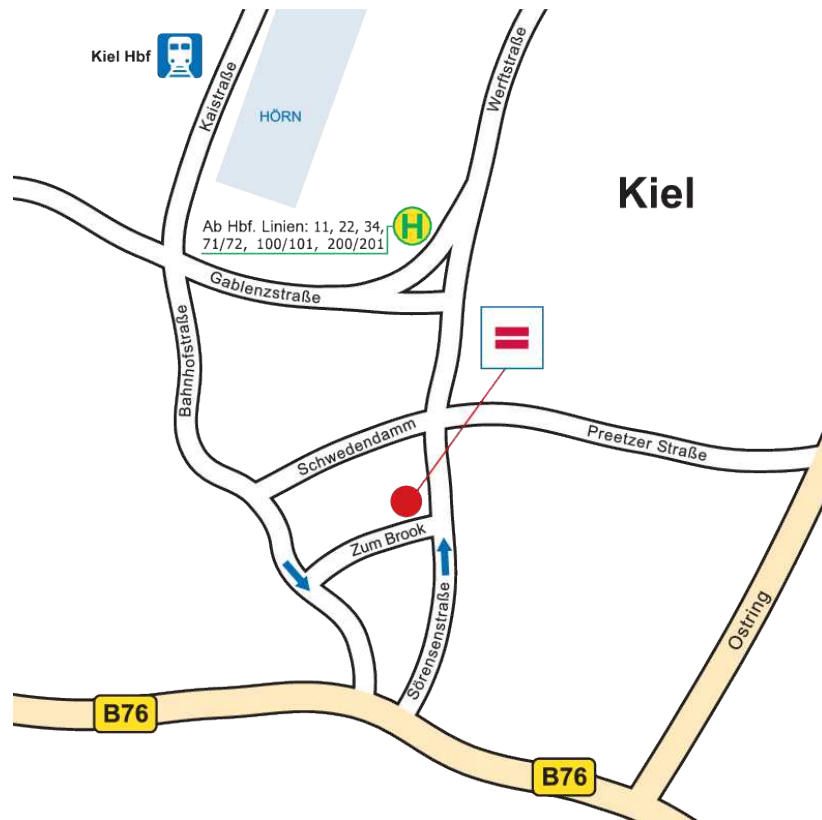 Kiel Hbf
Kaistraße
HÖRN
Werftstraße
Kiel
Ab Hbf. Linien: 11, 22, 34,
71/72, 100/101, 200/201
H
Gablenzstraße
Bahnhofstraße
Schwedendamm
Preetzer Straße
Zum Brook
Sörensenstraße
Ostring
B76
B76